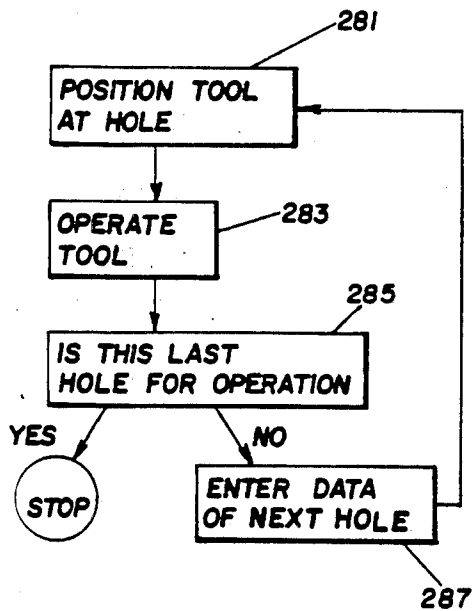 281
POSITION TOOL
AT HOLE
OPERATE
TOOL
283
285
IS THIS LAST
HOLE FOR OPERATION
YES
NO
STOP
ENTER DATA
OF NEXT HOLE
287